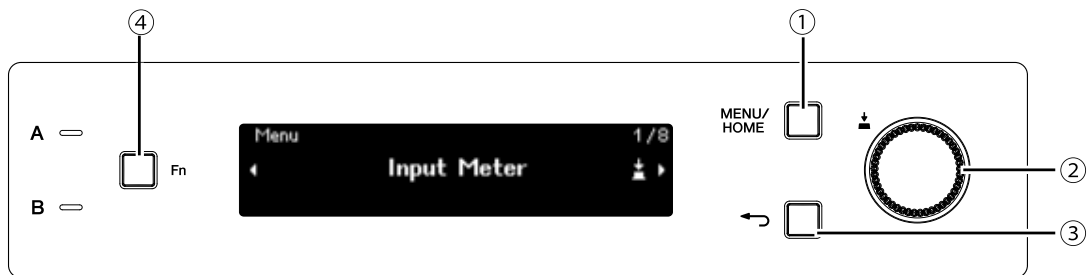 ④
①
A
B
Fn
Menu 1/8
Input Meter
MENU/
HOME
②
③